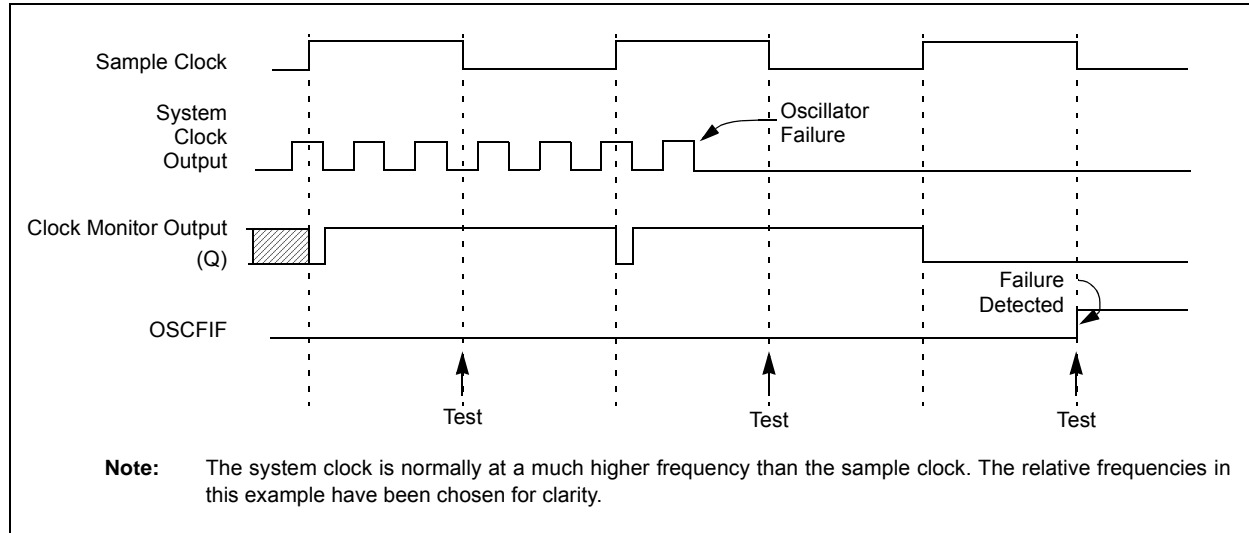 Sample Clock
System
Clock
Output
Oscillator
Failure
Clock Monitor Output
(Q)
Failure
Detected
OSCFIF
Test
Test
Test
Note: The system clock is normally at a much higher frequency than the sample clock. The relative frequencies in
this example have been chosen for clarity.